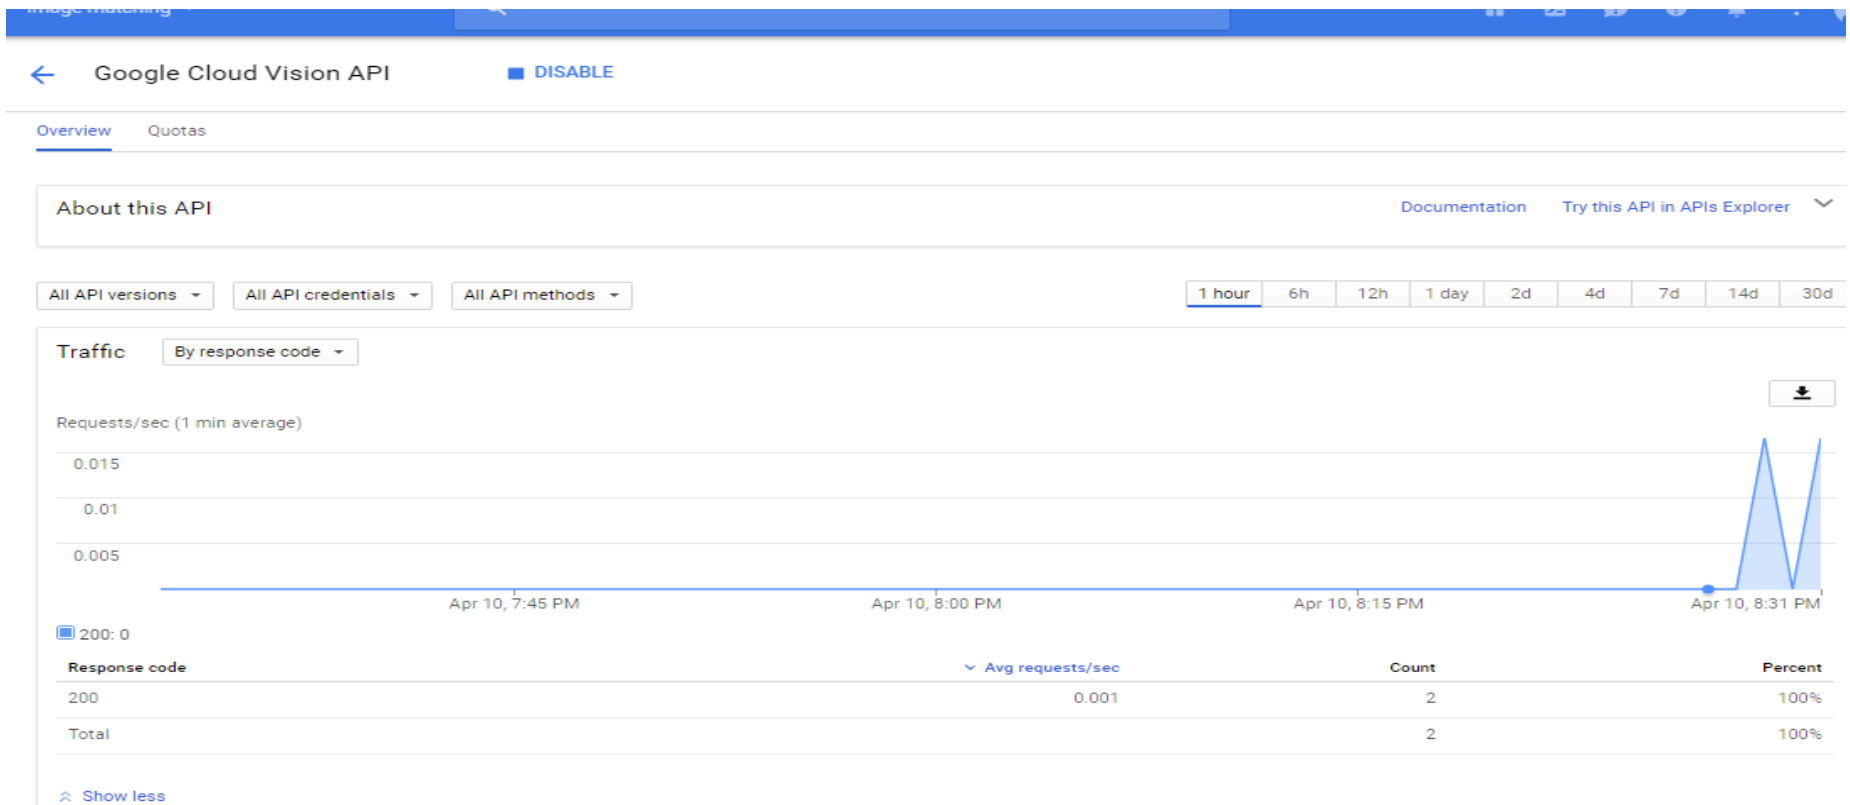 Image Matching
Google Cloud Vision API DISABLE
Overview Quotas
About this API Documentation Try this API in APIs Explorer
All API versions All API credentials All API methods 1 hour 6h 12h 1 day 2d 4d 7d 14d 30d
Traffic By response code
Requests/sec (1 min average)
0.015
0.01
0.005
Apr 10, 7:45 PM Apr 10, 8:00 PM Apr 10, 8:15 PM Apr 10, 8:31 PM
200: 0
Response code Avg requests/sec Count Percent
200 0.001 2 100%
Total 2 100%
Show less